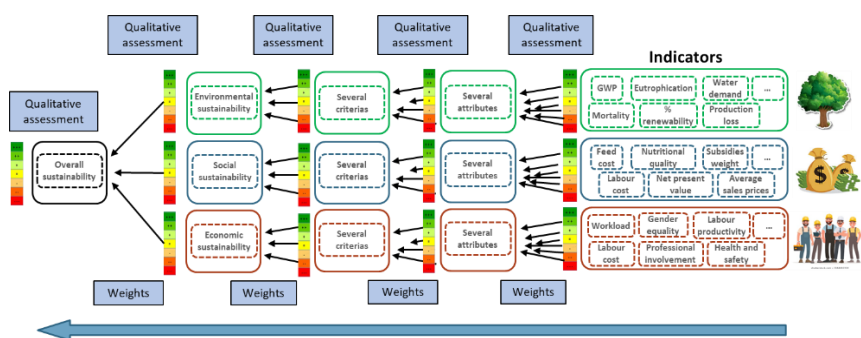 Qualitative
assessment
Qualitative
assessment
Qualitative
assessment
Qualitative
assessment
Indicators
Qualitative
assessment
Environmental
sustainability
Several
criterias
Several
attributes
GWP
Eutrophication
Water
demand
...
Mortality
%
renewability
Production
loss
Overall
sustainability
Social
sustainability
Several
criterias
Several
attributes
Feed
cost
Nutritional
quality
Subsidies
weight
...
Labour
cost
Net present
value
Average
sales prices
Economic
sustainability
Several
criterias
Several
attributes
Workload
Gender
equality
Labour
productivity
...
Labour
cost
Professional
involvement
Health and
safety
Weights
Weights
Weights
Weights